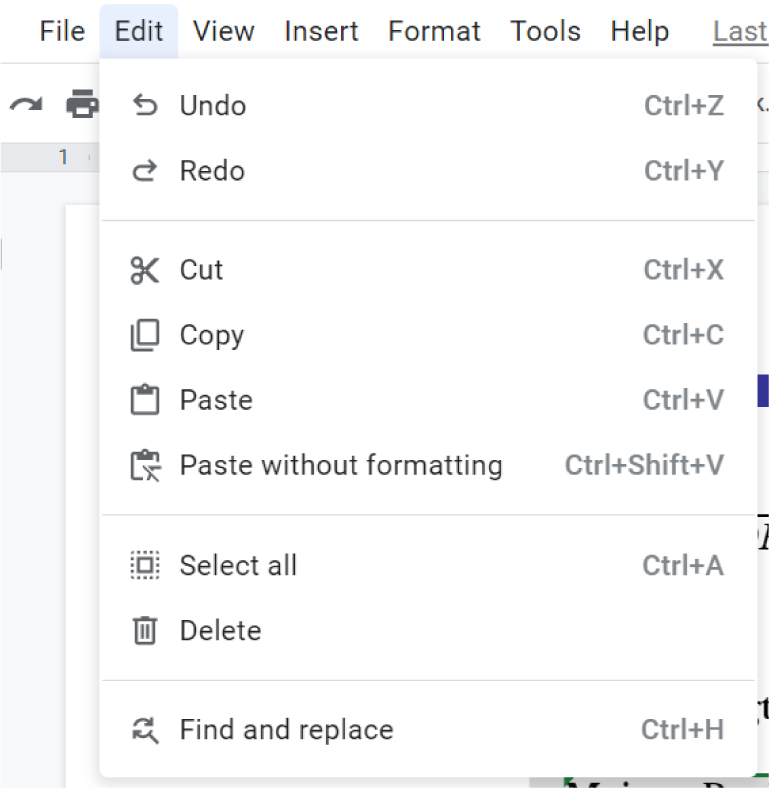 File Edit View Insert Format Tools Help Last
1
Undo Ctrl+Z
Redo Ctrl+Y
Cut Ctrl+X
Copy Ctrl+C
Paste Ctrl+V
Paste without formatting Ctrl+Shift+V
Select all Ctrl+A
Delete
Find and replace Ctrl+H